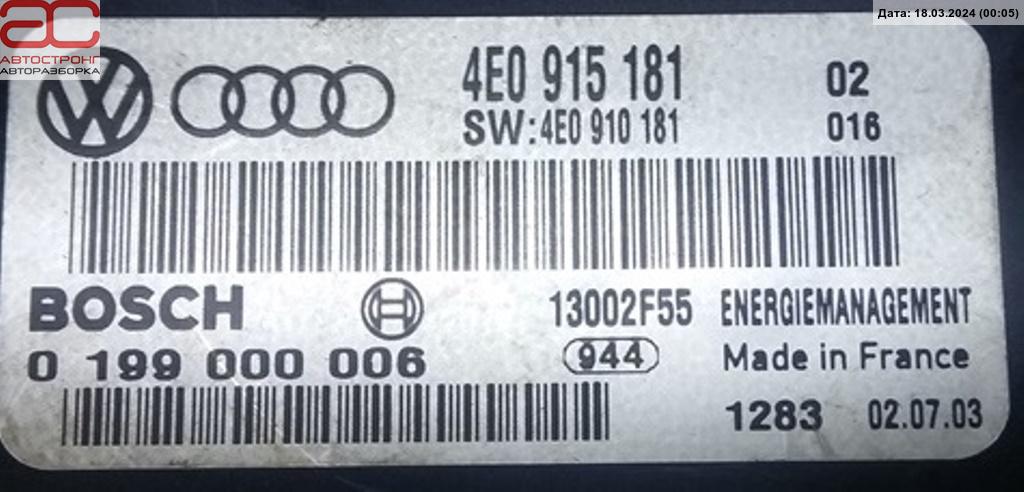 Дата: 18.03.2024 (00:05)
ас
АВТОСТРОНГ
АВТОРАЗБОРКА
4E0 915 181 02
SW:4E0 910 181 016
BOSCH 13002F55 ENERGIEMANAGEMENT
0 199 000 006 944 Made in France
1283 02.07.03